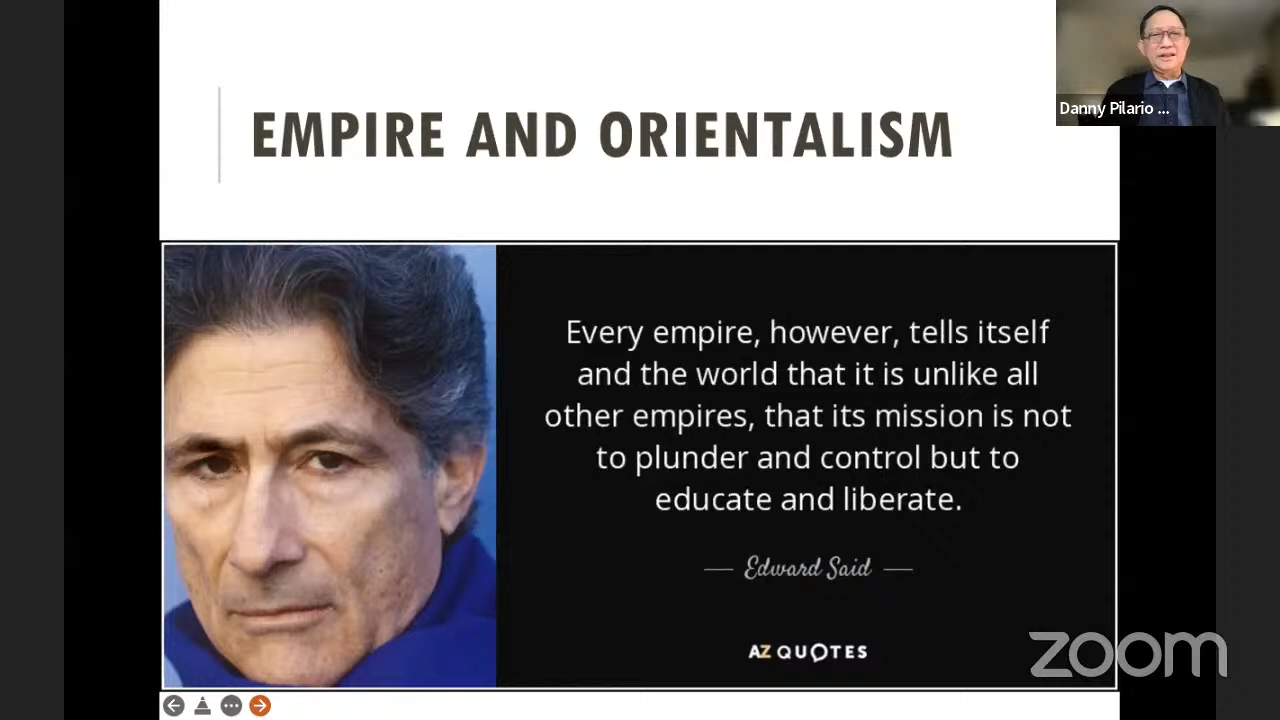 EMPIRE AND ORIENTALISM
Danny Pilario ...
Every empire, however, tells itself
and the world that it is unlike all
other empires, that its mission is not
to plunder and control but to
educate and liberate.
Edward Said
AZ QUOTES
zoom